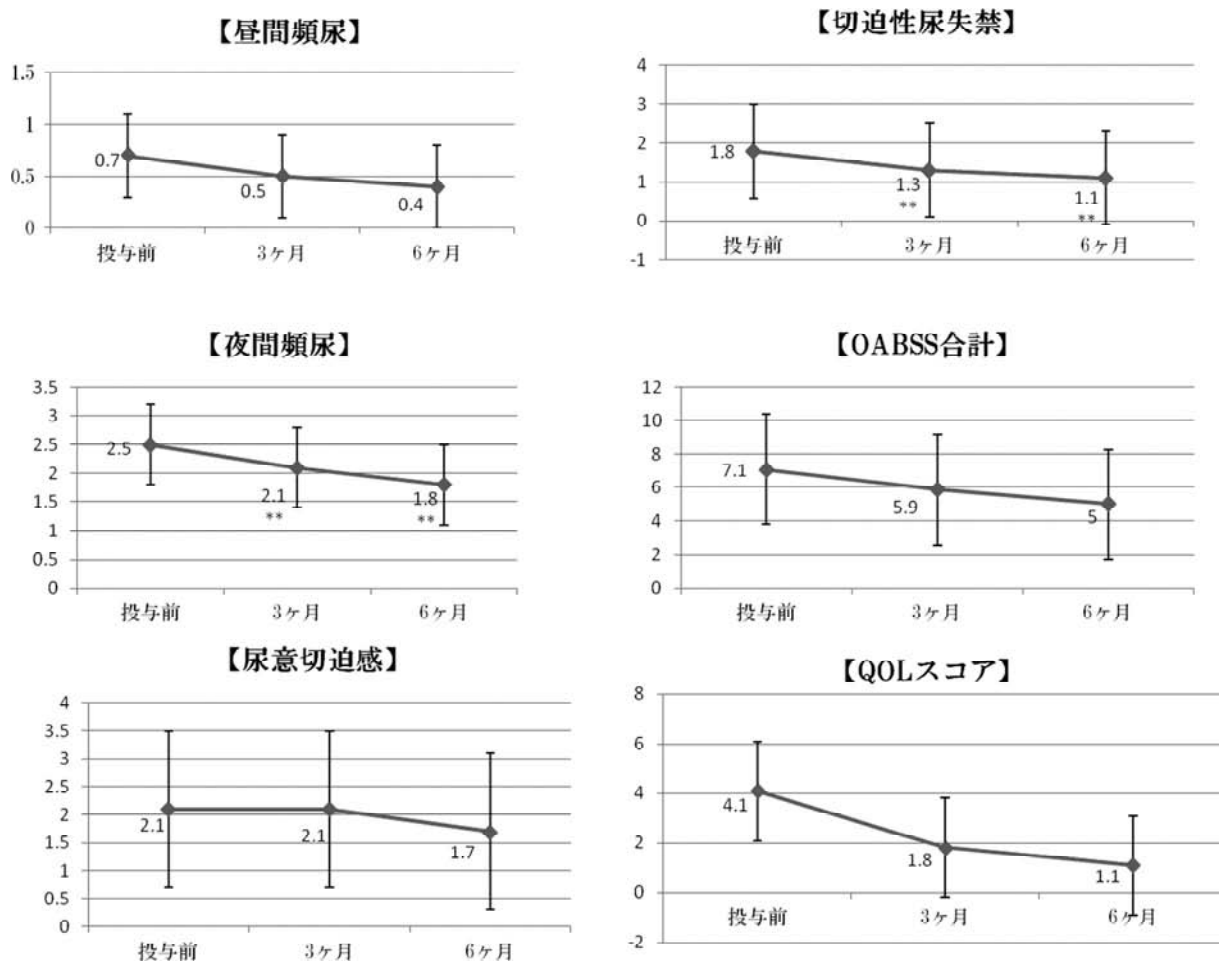 【昼間頻尿】
1.5
1
0.5
0
0.7
0.5
0.4
投与前
3ヶ月
6ヶ月
【切迫性尿失禁】
4
3
2
1
0
-1
1.8
1.3
**
1.1
**
投与前
3ヶ月
6ヶ月
【夜間頻尿】
3.5
3
2.5
2
1.5
1
0.5
0
2.5
2.1
**
1.8
**
投与前
3ヶ月
6ヶ月
【OABSS合計】
12
10
8
6
4
2
0
7.1
5.9
5
投与前
3ヶ月
6ヶ月
【尿意切迫感】
4
3.5
3
2.5
2
1.5
1
0.5
0
2.1
2.1
1.7
投与前
3ヶ月
6ヶ月
【QOLスコア】
8
6
4
2
0
-2
4.1
1.8
1.1
投与前
3ヶ月
6ヶ月